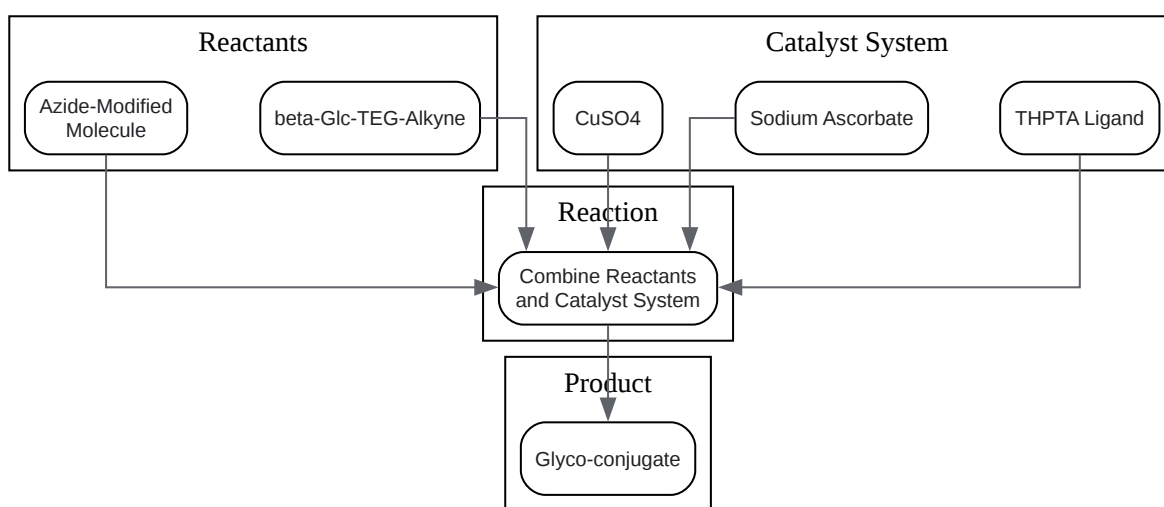 Reactants
Catalyst System
Azide-Modified
Molecule
beta-Glc-TEG-Alkyne
CuSO4
Sodium Ascorbate
THPTA Ligand
Reaction
Combine Reactants
and Catalyst System
Product
Glyco-conjugate